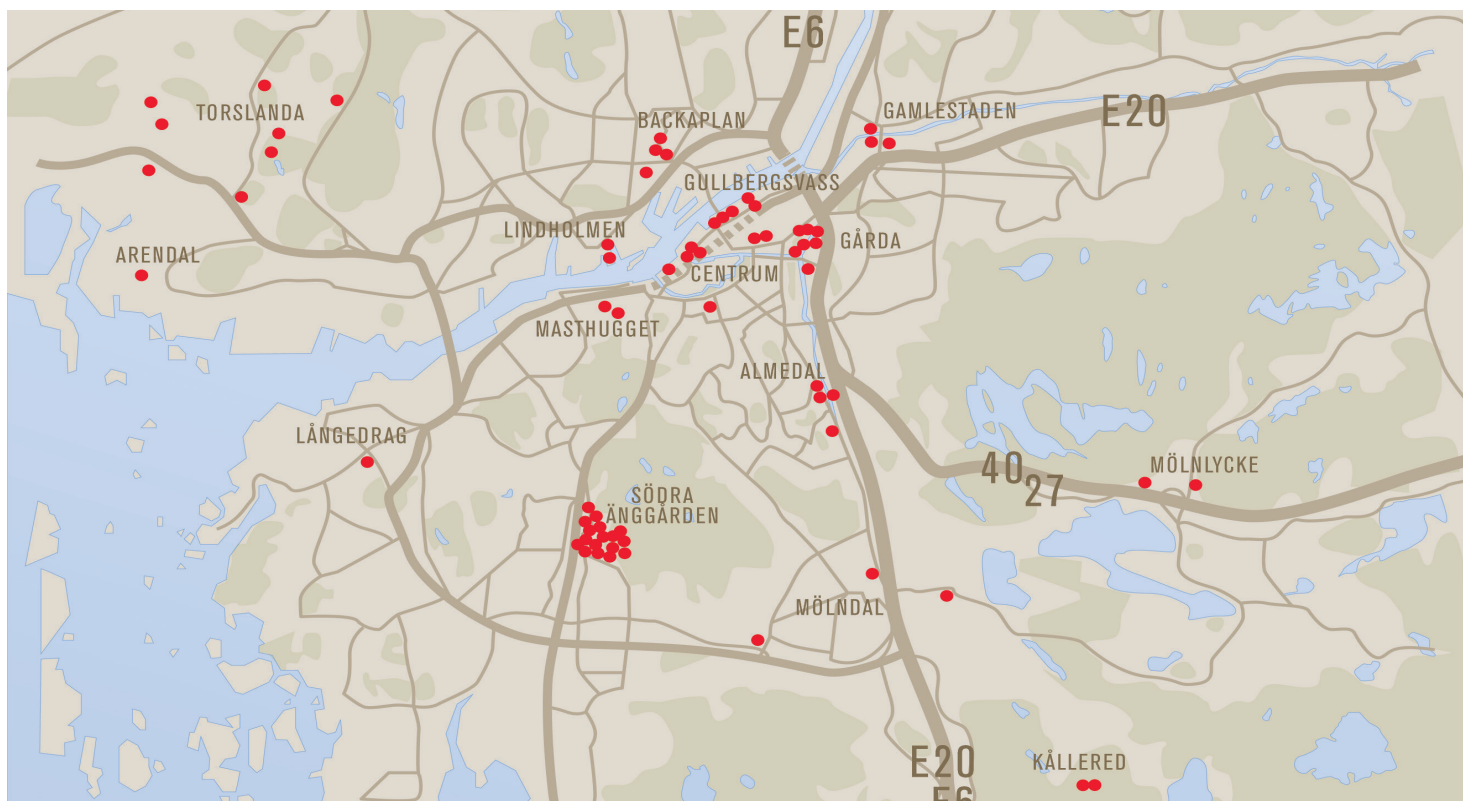 E6
TORSLANDA
BACKAPLAN
GAMLESTADEN
E20
GULLBERGSVASS
LINDHOLMEN
GÅRDA
ARENDAL
CENTRUM
MASTHUGGET
ALMEDAL
LÅNGEDRAG
40
27
MÖLNLYCKE
SÖDRA
ÄNGGÅRDEN
MÖLNDAL
E20
KÅLLERED
E6